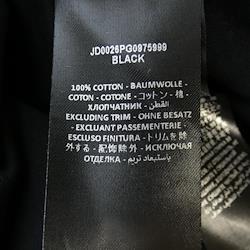 JD0026PG0975999
BLACK
100% COTTON - BAUMWOLLE -
COTON - COTONE - コットン - 棉 -
ХЛОПЧАТНИК - القطن
EXCLUDING TRIM - OHNE BESATZ
- EXCLUANT PASSEMENTERIE -
ESCLUSO FINITURA - トリムを除
外する - 配饰除外 - ИСКЛЮЧАЯ
ОТДЕЛКА - باستبعاد تريم